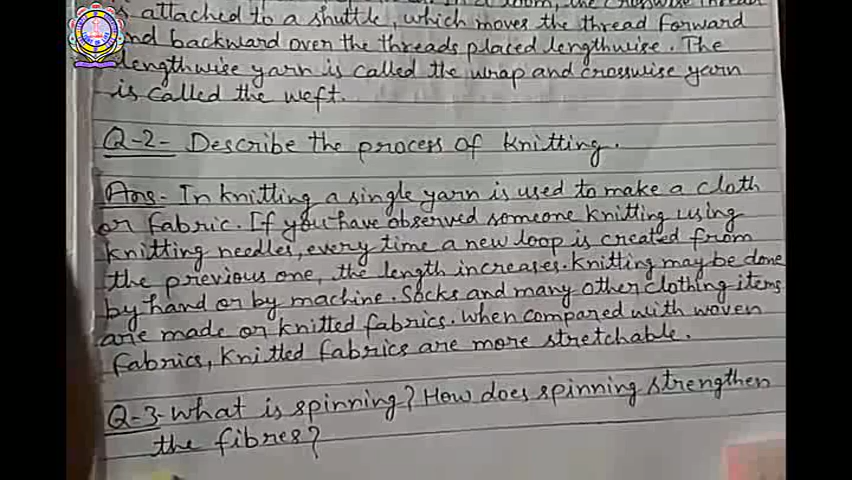 is attached to a shuttle, which moves the thread forward
and backward over the threads placed lengthwise. The
lengthwise yarn is called the wrap and crosswise yarn
is called the weft.
Q-2- Describe the process of knitting.
Ans- In knitting a single yarn is used to make a cloth
or fabric. If you have observed someone knitting using
knitting needles, every time a new loop is created from
the previous one, the length increases. Knitting may be done
by hand or by machine. Socks and many other clothing items
are made or knitted fabrics. When compared with woven
fabrics, knitted fabrics are more stretchable.
Q-3- What is spinning? How does spinning strengthen
the fibres?